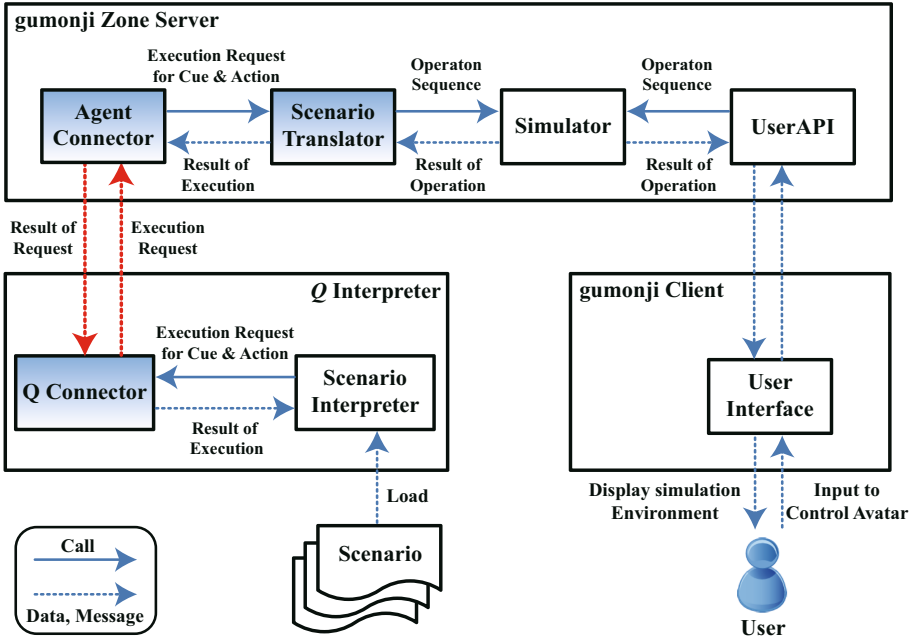 gumonji Zone Server
Execution Request
for Cue & Action
Operaton
Sequence
Operaton
Sequence
Agent
Connector
Scenario
Translator
Simulator
UserAPI
Result of
Execution
Result of
Operation
Result of
Operation
Result of
Request
Execution
Request
Q Interpreter
gumonji Client
Execution Request
for Cue & Action
Q Connector
Scenario
Interpreter
User
Interface
Result of
Execution
Load
Display simulation
Environment
Input to
Control Avatar
Call
Data, Message
Scenario
User